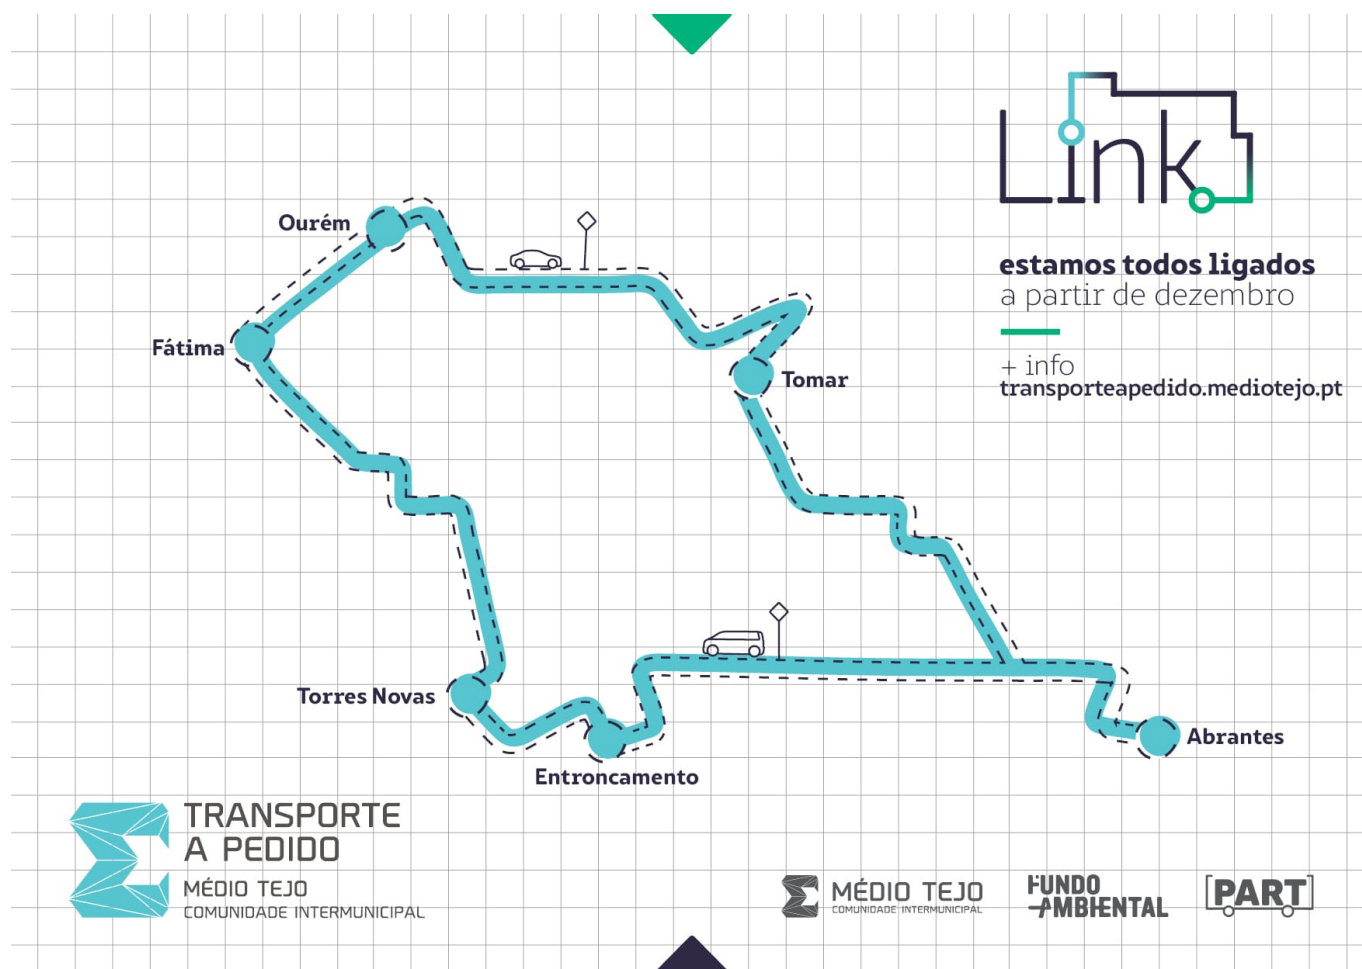 Link
estamos todos ligados
a partir de dezembro
+ info
transporteapedido.mediotejo.pt
Ourém
Fátima
Tomar
Torres Novas
Entroncamento
Abrantes
TRANSPORTE
A PEDIDO
MÉDIO TEJO
COMUNIDADE INTERMUNICIPAL
MÉDIO TEJO
COMUNIDADE INTERMUNICIPAL
FUNDO
AMBIENTAL
PART